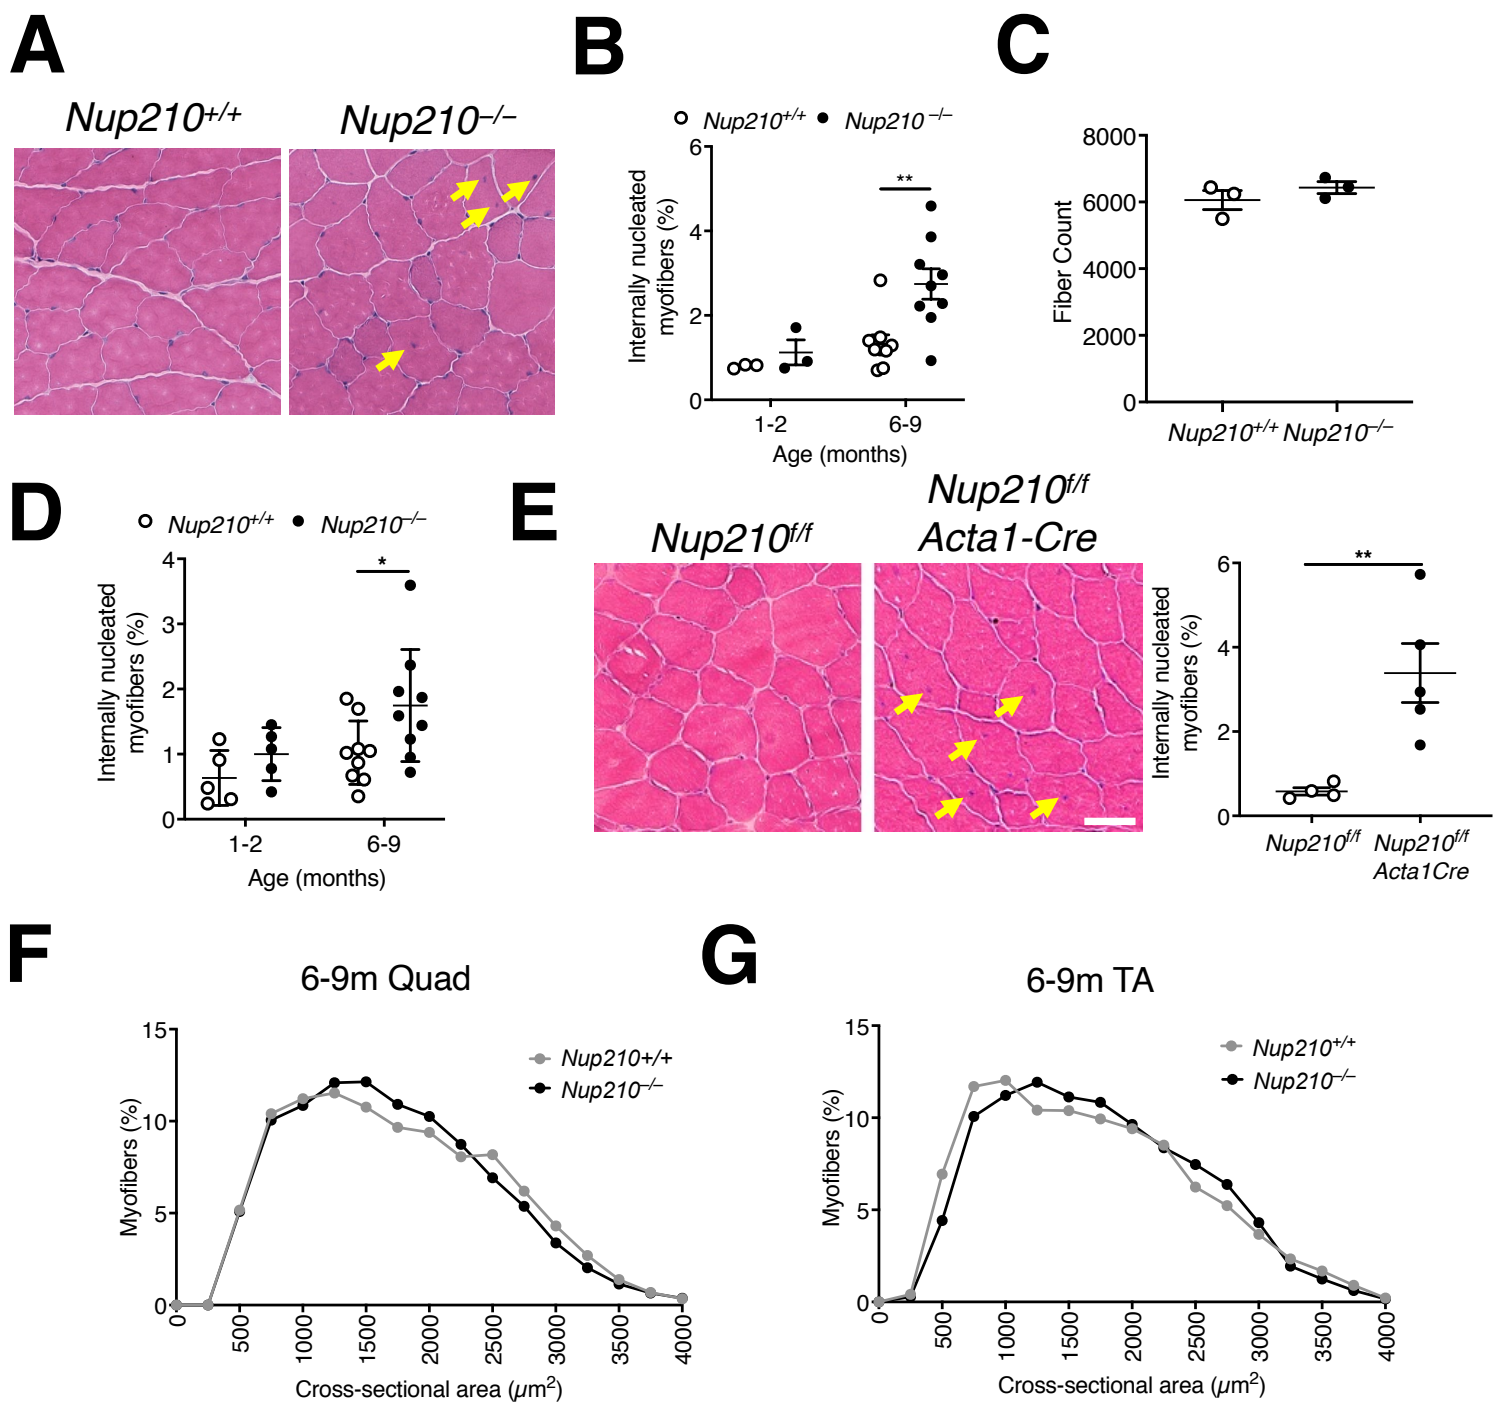 A
Nup210+/+
Nup210–/–
B
Nup210+/+ Nup210 –/–
Internally nucleated
myofibers (%)
6
4
2
0
**
1-2
6-9
Age (months)
C
Fiber Count
8000
6000
4000
2000
0
Nup210+/+ Nup210–/–
D
Nup210+/+ Nup210–/–
Internally nucleated
myofibers (%)
4
3
2
1
0
*
1-2
6-9
Age (months)
E
Nup210f/f
Nup210f/f
Acta1-Cre
Internally nucleated
myofibers (%)
6
4
2
0
**
Nup210f/f
Nup210f/f
Acta1Cre
F
6-9m Quad
Myofibers (%)
15
10
5
0
Nup210+/+
Nup210–/–
0 500 1000 1500 2000 2500 3000 3500 4000
Cross-sectional area (µm2)
G
6-9m TA
Myofibers (%)
15
10
5
0
Nup210+/+
Nup210–/–
0 500 1000 1500 2000 2500 3000 3500 4000
Cross-sectional area (µm2)